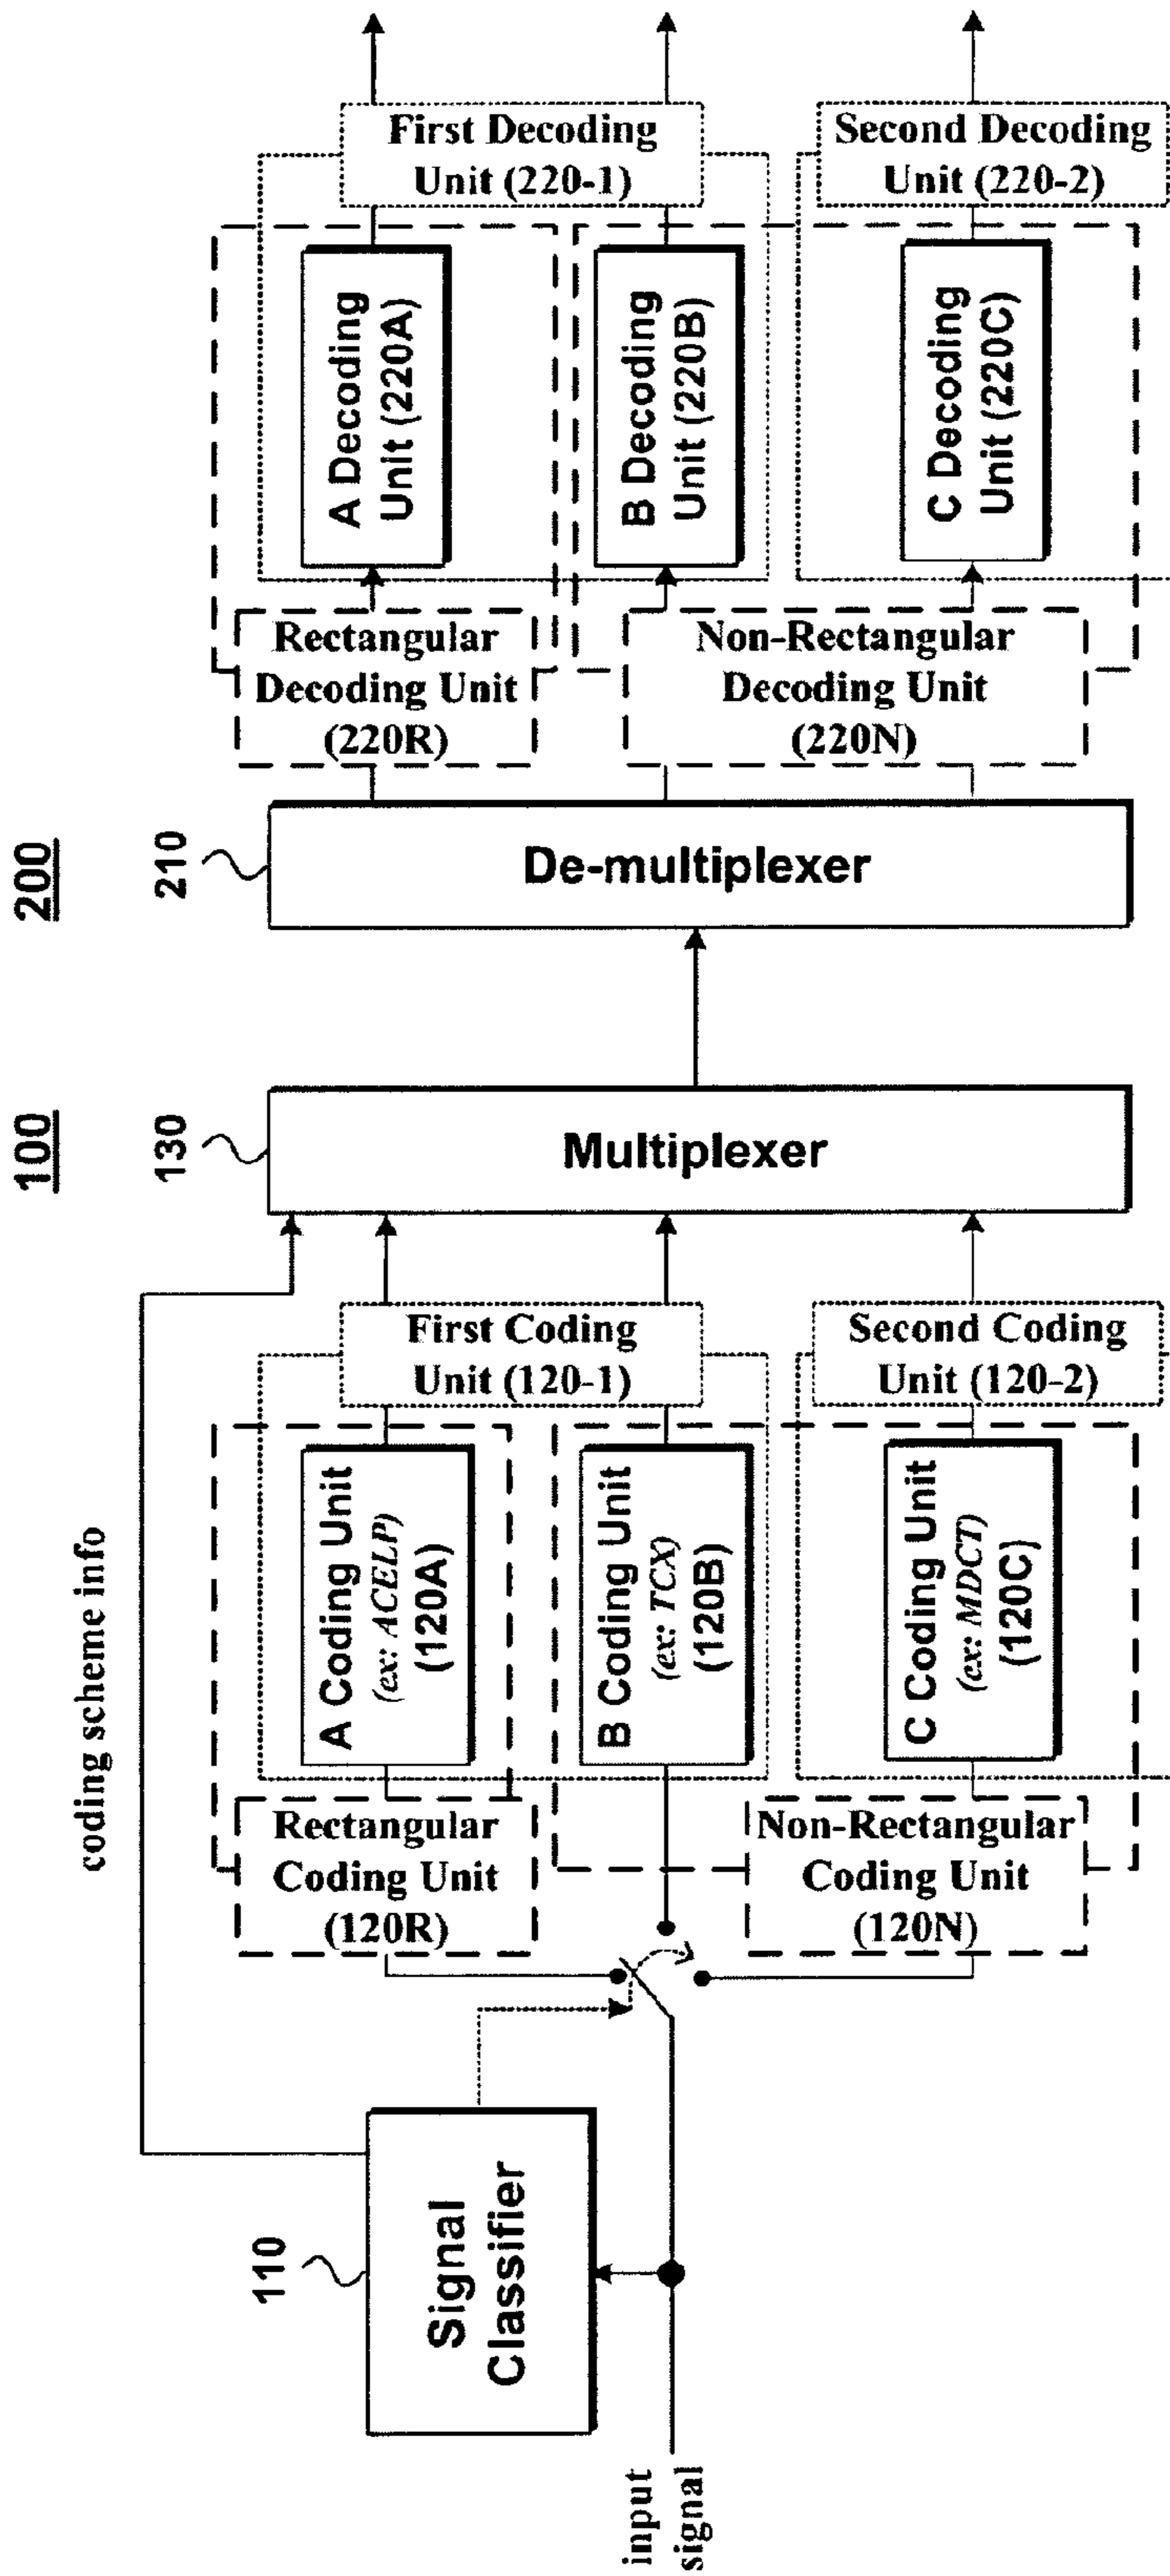 100
200
coding scheme info
110
Signal
Classifier
input
signal
Rectangular
Coding Unit
(120R)
A Coding Unit
(ex: ACELP)
(120A)
First Coding
Unit (120-1)
B Coding Unit
(ex: TCX)
(120B)
Non-Rectangular
Coding Unit
(120N)
C Coding Unit
(ex: MDCT)
(120C)
Second Coding
Unit (120-2)
130
Multiplexer
210
De-multiplexer
Rectangular
Decoding Unit
(220R)
A Decoding
Unit (220A)
First Decoding
Unit (220-1)
B Decoding
Unit (220B)
Non-Rectangular
Decoding Unit
(220N)
C Decoding
Unit (220C)
Second Decoding
Unit (220-2)